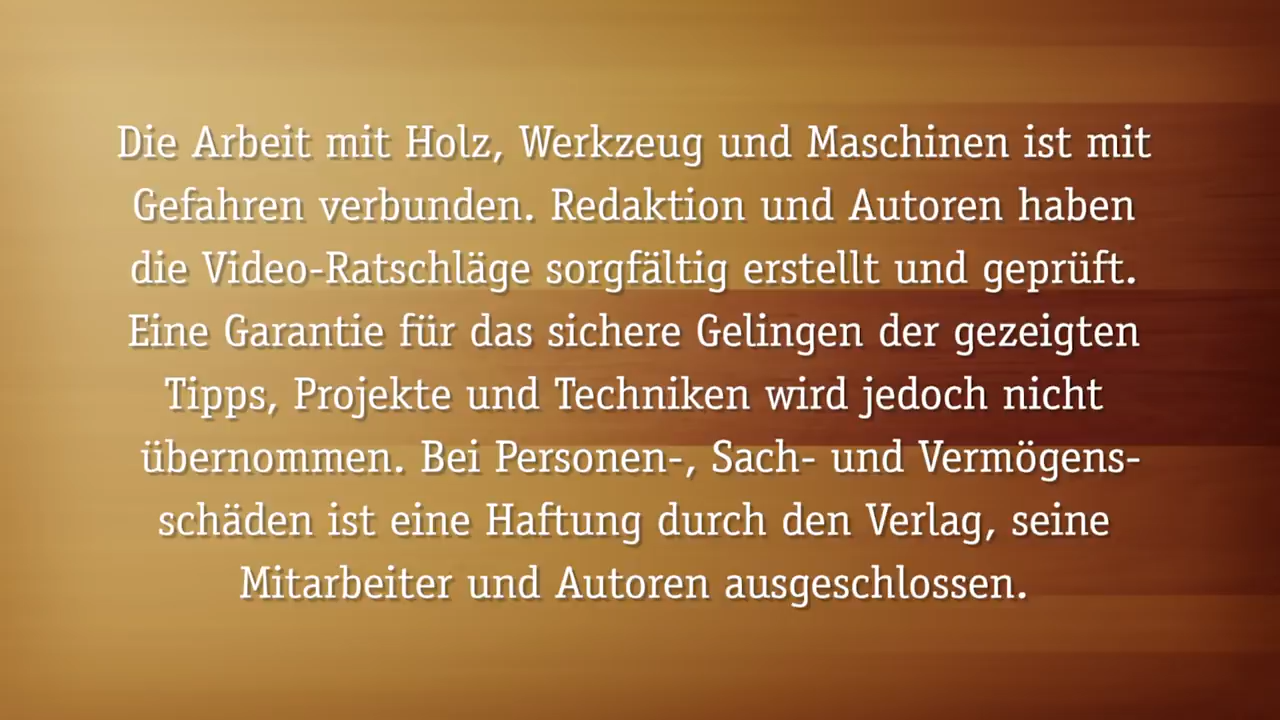 Die Arbeit mit Holz, Werkzeug und Maschinen ist mit
Gefahren verbunden. Redaktion und Autoren haben
die Video-Ratschläge sorgfältig erstellt und geprüft.
Eine Garantie für das sichere Gelingen der gezeigten
Tipps, Projekte und Techniken wird jedoch nicht
übernommen. Bei Personen-, Sach- und Vermögens-
schäden ist eine Haftung durch den Verlag, seine
Mitarbeiter und Autoren ausgeschlossen.